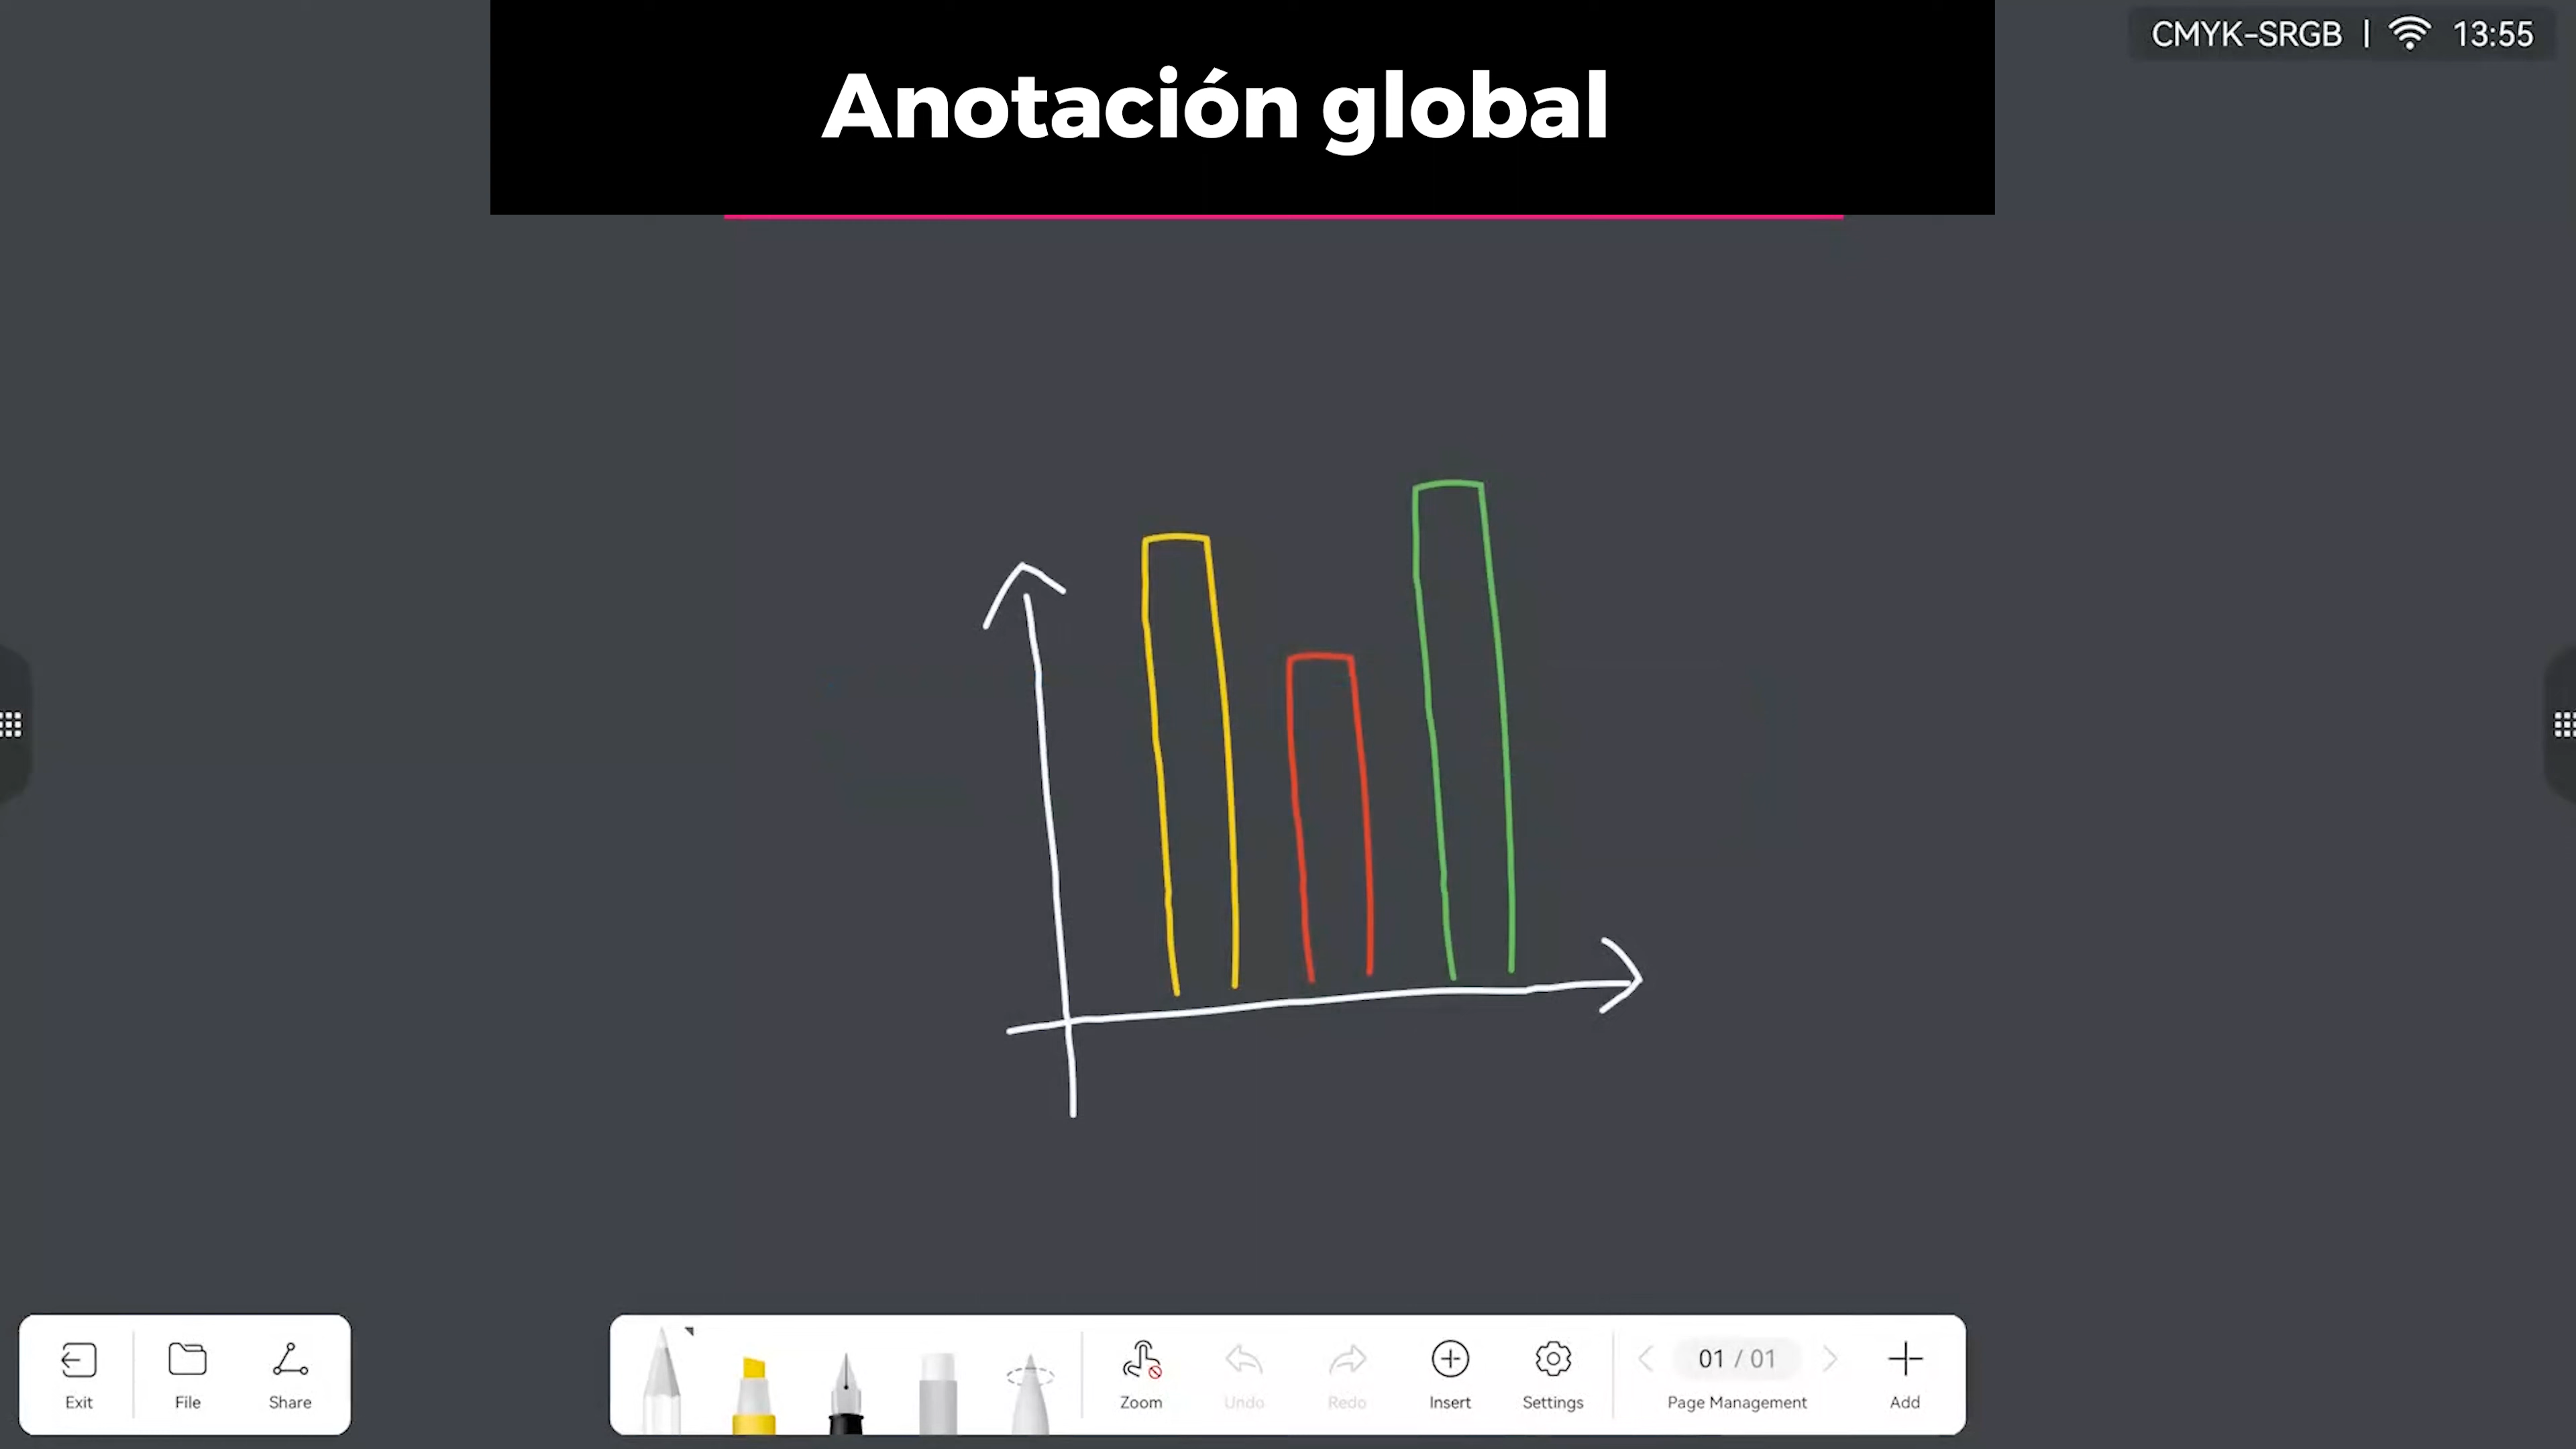 CMYK-SRGB | 13:55
Anotación global
Exit
File
Share
Zoom
Undo
Redo
Insert
Settings
01 / 01
Page Management
Add